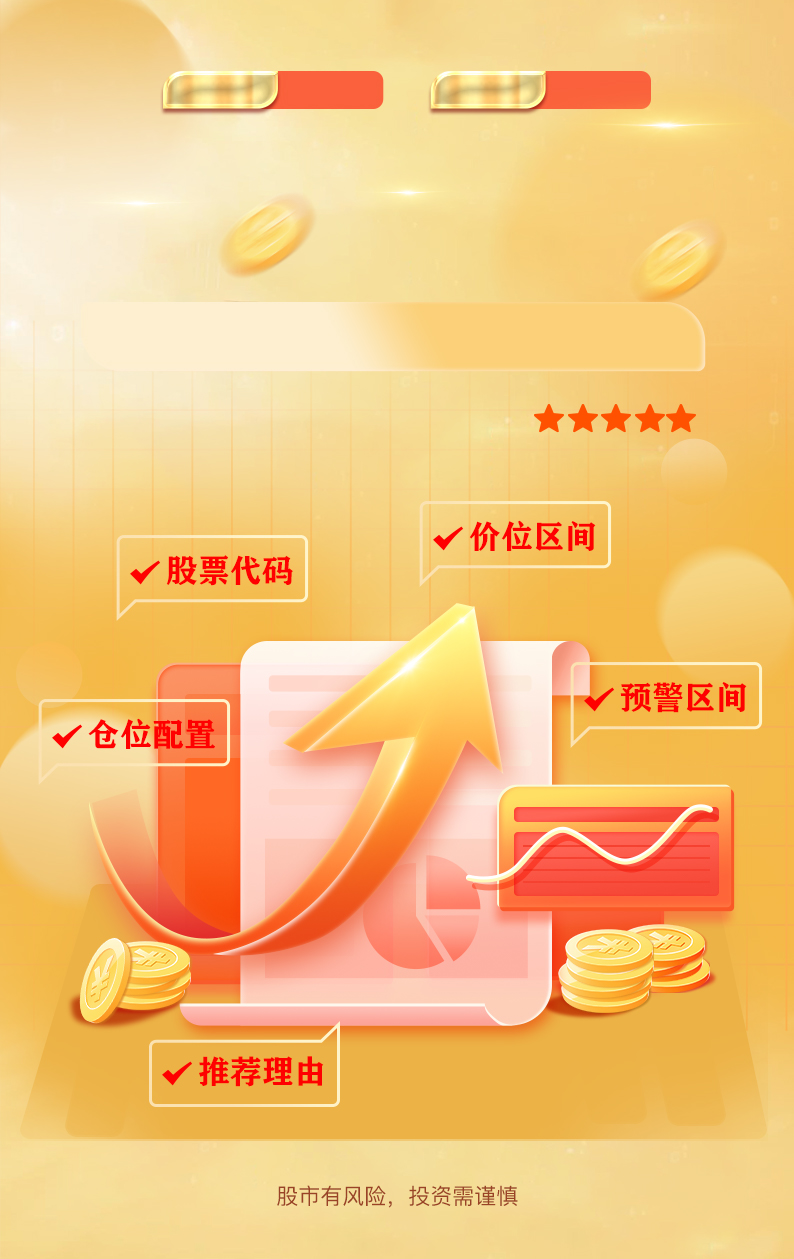 价位区间
股票代码
预警区间
仓位配置
推荐理由
股市有风险，投资需谨慎